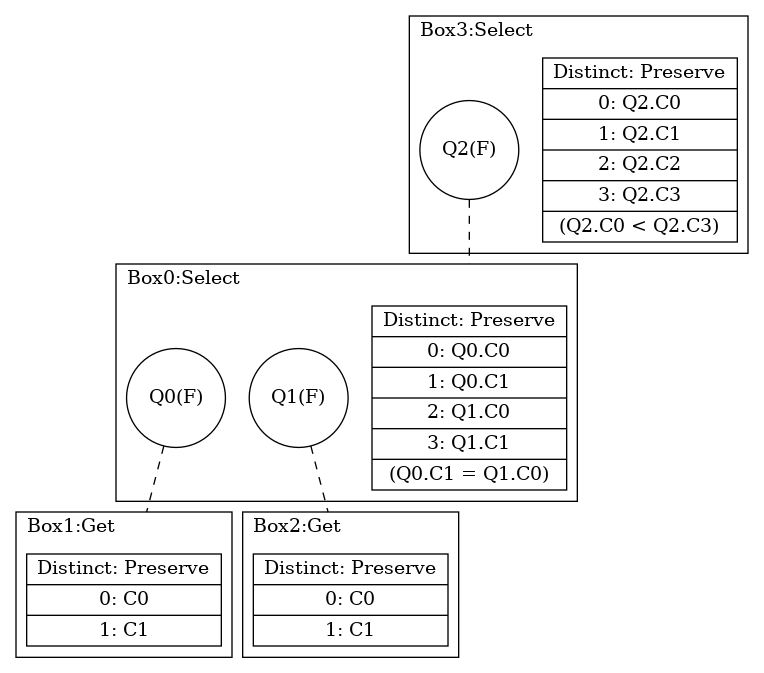 Box3:Select
Q2(F)
Distinct: Preserve
0: Q2.C0
1: Q2.C1
2: Q2.C2
3: Q2.C3
(Q2.C0 < Q2.C3)
Box0:Select
Q0(F)
Q1(F)
Distinct: Preserve
0: Q0.C0
1: Q0.C1
2: Q1.C0
3: Q1.C1
(Q0.C1 = Q1.C0)
Box1:Get
Distinct: Preserve
0: C0
1: C1
Box2:Get
Distinct: Preserve
0: C0
1: C1